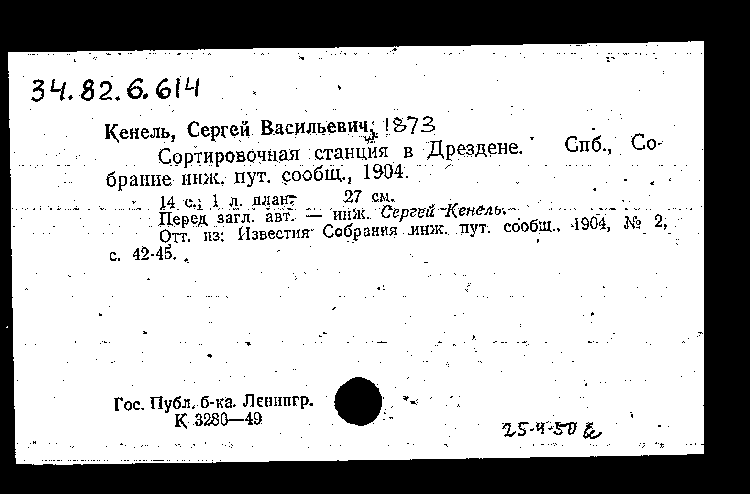 34.82.6.614
Кенель, Сергей Васильевич, 1873
Сортировочная станция в Дрездене. Спб., Со-
брание инж. пут. сообщ., 1904.
14 с.; 1 л. план; 27 см.
Перед загл. авт. — инж. Сергей Кенель.
Отт. из: Известия Собрания инж. пут. сообщ., 1904, № 2,
с. 42-45.
Гос. Публ. б-ка. Ленингр.
К 3280—49
25-4-50